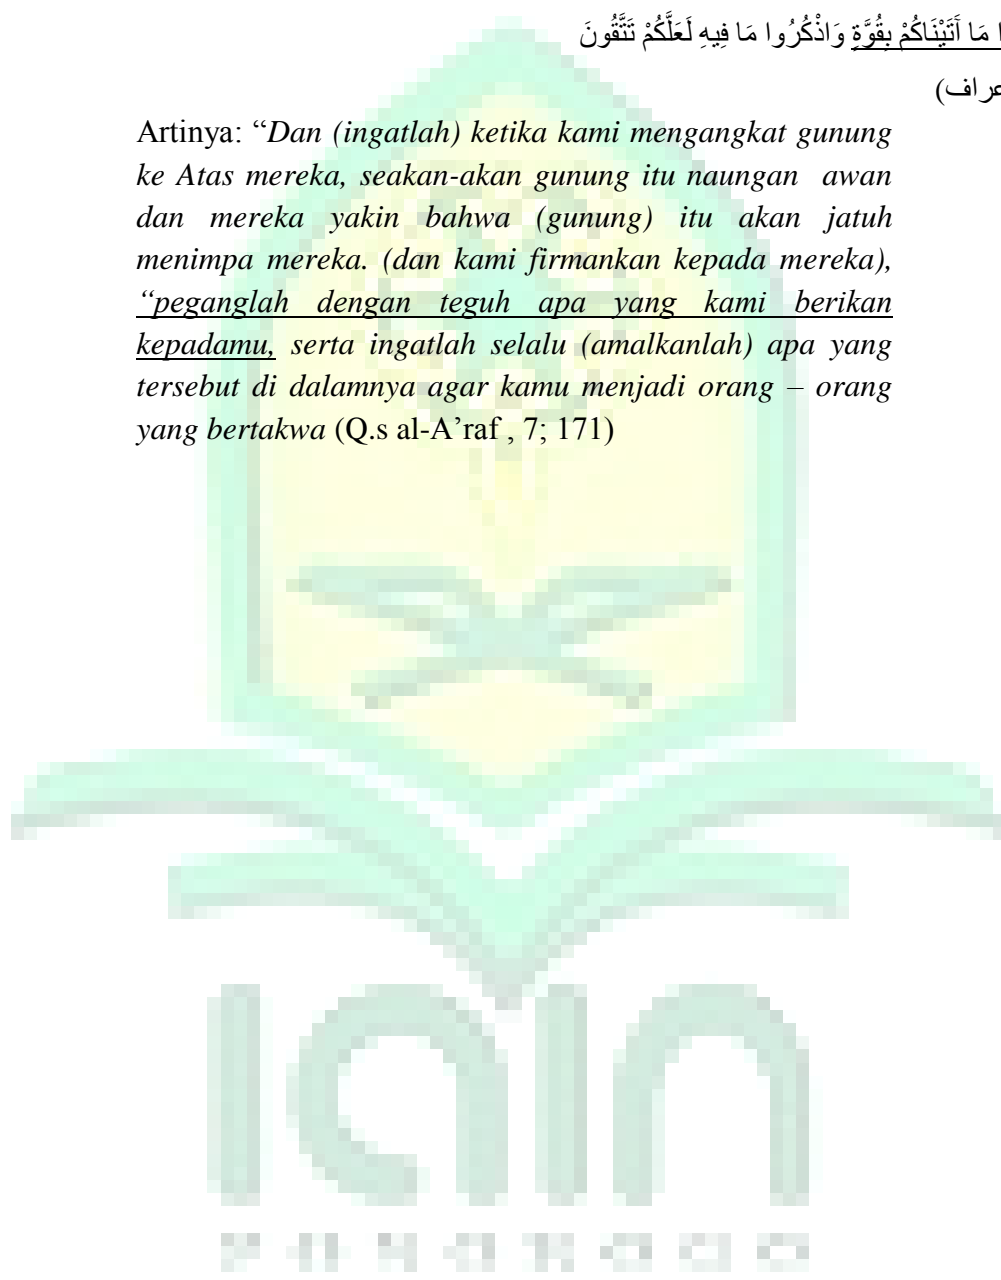 مَا آَتَيْنَاكُمْ بِقُوَّةٍ وَاذْكُرُوا مَا فِيهِ لَعَلَّكُمْ تَتَّقُونَ
Artinya: “Dan (ingatlah) ketika kami mengangkat gunung
ke Atas mereka, seakan-akan gunung itu naungan awan
dan mereka yakin bahwa (gunung) itu akan jatuh
menimpa mereka. (dan kami firmankan kepada mereka),
“peganglah dengan teguh apa yang kami berikan
kepadamu, serta ingatlah selalu (amalkanlah) apa yang
tersebut di dalamnya agar kamu menjadi orang – orang
yang bertakwa (Q.s al-A’raf , 7; 171)
iain